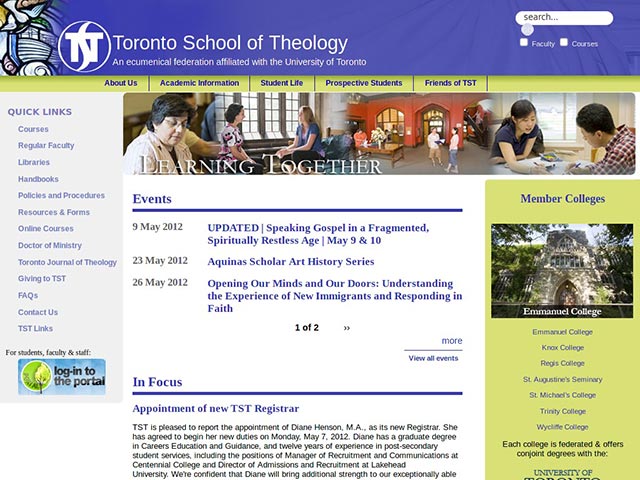 search...
TST
Toronto School of Theology
An ecumenical federation affiliated with the University of Toronto
Faculty Courses
About Us Academic Information Student Life Prospective Students Friends of TST
QUICK LINKS
Courses
Regular Faculty
Libraries
Handbooks
Policies and Procedures
Resources & Forms
Online Courses
Doctor of Ministry
Toronto Journal of Theology
Giving to TST
FAQs
Contact Us
TST Links
For students, faculty & staff:
log-in to
the portal
LEARNING TOGETHER
Events
9 May 2012 UPDATED | Speaking Gospel in a Fragmented,
Spiritually Restless Age | May 9 & 10
23 May 2012 Aquinas Scholar Art History Series
26 May 2012 Opening Our Minds and Our Doors: Understanding
the Experience of New Immigrants and Responding in
Faith
1 of 2 ››
more
View all events
In Focus
Appointment of new TST Registrar
TST is pleased to report the appointment of Diane Henson, M.A., as its new Registrar. She
has agreed to begin her new duties on Monday, May 7, 2012. Diane has a graduate degree
in Careers Education and Guidance, and twelve years of experience in post-secondary
student services, including the positions of Manager of Recruitment and Communications at
Centennial College and Director of Admissions and Recruitment at Lakehead
University. We're confident that Diane will bring additional strength to our exceptionally able
Member Colleges
Emmanuel College
Emmanuel College
Knox College
Regis College
St. Augustine's Seminary
St. Michael's College
Trinity College
Wycliffe College
Each college is federated & offers
conjoint degrees with the:
UNIVERSITY OF
TORONTO